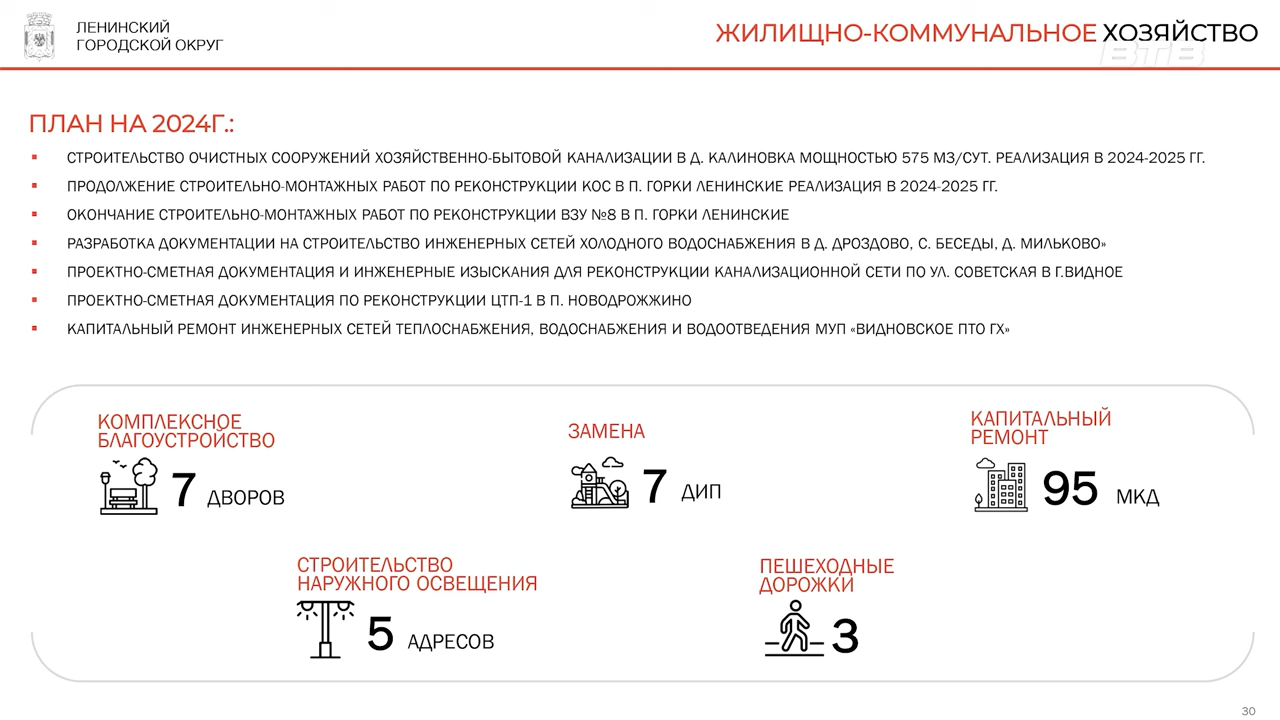 ЛЕНИНСКИЙ
ГОРОДСКОЙ ОКРУГ
ЖИЛИЩНО-КОММУНАЛЬНОЕ ХОЗЯЙСТВО
ВТВ
ПЛАН НА 2024Г.:
▪ СТРОИТЕЛЬСТВО ОЧИСТНЫХ СООРУЖЕНИЙ ХОЗЯЙСТВЕННО-БЫТОВОЙ КАНАЛИЗАЦИИ В Д. КАЛИНОВКА МОЩНОСТЬЮ 575 М3/СУТ. РЕАЛИЗАЦИЯ В 2024-2025 ГГ.
▪ ПРОДОЛЖЕНИЕ СТРОИТЕЛЬНО-МОНТАЖНЫХ РАБОТ ПО РЕКОНСТРУКЦИИ КОС В П. ГОРКИ ЛЕНИНСКИЕ РЕАЛИЗАЦИЯ В 2024-2025 ГГ.
▪ ОКОНЧАНИЕ СТРОИТЕЛЬНО-МОНТАЖНЫХ РАБОТ ПО РЕКОНСТРУКЦИИ ВЗУ №8 В П. ГОРКИ ЛЕНИНСКИЕ
▪ РАЗРАБОТКА ДОКУМЕНТАЦИИ НА СТРОИТЕЛЬСТВО ИНЖЕНЕРНЫХ СЕТЕЙ ХОЛОДНОГО ВОДОСНАБЖЕНИЯ В Д. ДРОЗДОВО, С. БЕСЕДЫ, Д. МИЛЬКОВО»
▪ ПРОЕКТНО-СМЕТНАЯ ДОКУМЕНТАЦИЯ И ИНЖЕНЕРНЫЕ ИЗЫСКАНИЯ ДЛЯ РЕКОНСТРУКЦИИ КАНАЛИЗАЦИОННОЙ СЕТИ ПО УЛ. СОВЕТСКАЯ В Г.ВИДНОЕ
▪ ПРОЕКТНО-СМЕТНАЯ ДОКУМЕНТАЦИЯ ПО РЕКОНСТРУКЦИИ ЦТП-1 В П. НОВОДРОЖЖИНО
▪ КАПИТАЛЬНЫЙ РЕМОНТ ИНЖЕНЕРНЫХ СЕТЕЙ ТЕПЛОСНАБЖЕНИЯ, ВОДОСНАБЖЕНИЯ И ВОДООТВЕДЕНИЯ МУП «ВИДНОВСКОЕ ПТО ГХ»
КОМПЛЕКСНОЕ
БЛАГОУСТРОЙСТВО
7 ДВОРОВ
ЗАМЕНА
7 ДИП
КАПИТАЛЬНЫЙ
РЕМОНТ
95 МКД
СТРОИТЕЛЬСТВО
НАРУЖНОГО ОСВЕЩЕНИЯ
5 АДРЕСОВ
ПЕШЕХОДНЫЕ
ДОРОЖКИ
3
30